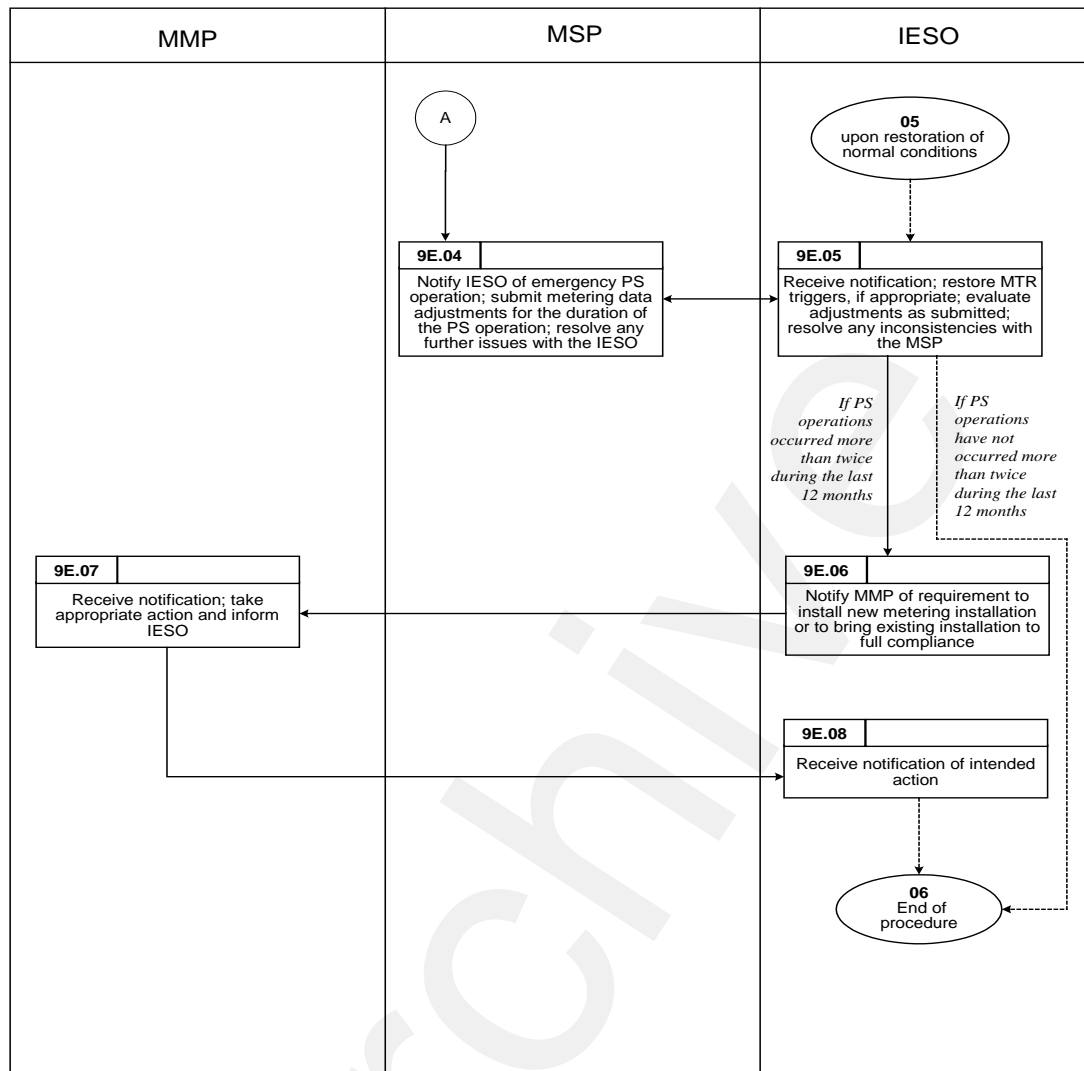 MMP
MSP
IESO
A
05
upon restoration of
normal conditions
9E.04
Notify IESO of emergency PS
operation; submit metering data
adjustments for the duration of
the PS operation; resolve any
further issues with the IESO
9E.05
Receive notification; restore MTR
triggers, if appropriate; evaluate
adjustments as submitted;
resolve any inconsistencies with
the MSP
If PS
operations
occurred more
than twice
during the last
12 months
If PS
operations
have not
occurred more
than twice
during the last
12 months
9E.07
Receive notification; take
appropriate action and inform
IESO
9E.06
Notify MMP of requirement to
install new metering installation
or to bring existing installation to
full compliance
9E.08
Receive notification of intended
action
06
End of
procedure
rchive